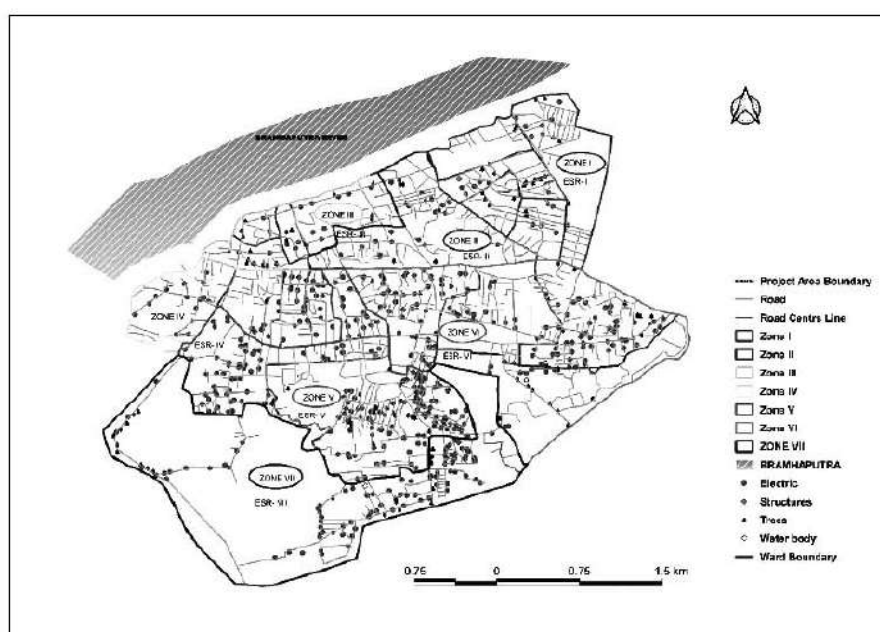 BRAMHAPUTRA RIVER
ZONE I
ESR-I
ZONE III
ZONE II
ESR-II
ZONE IV
ZONE VI
ESR-IV
ESR-VI
ZONE V
ESR-V
ZONE VII
ESR-VII
Project Area Boundary
Road
Road Centre Line
Zone I
Zone II
Zone III
Zone IV
Zone V
Zone VI
ZONE VII
BRAMHAPUTRA
Electric
Structures
Trees
Water body
Ward Boundary
0.75 0 0.75 1.5 km